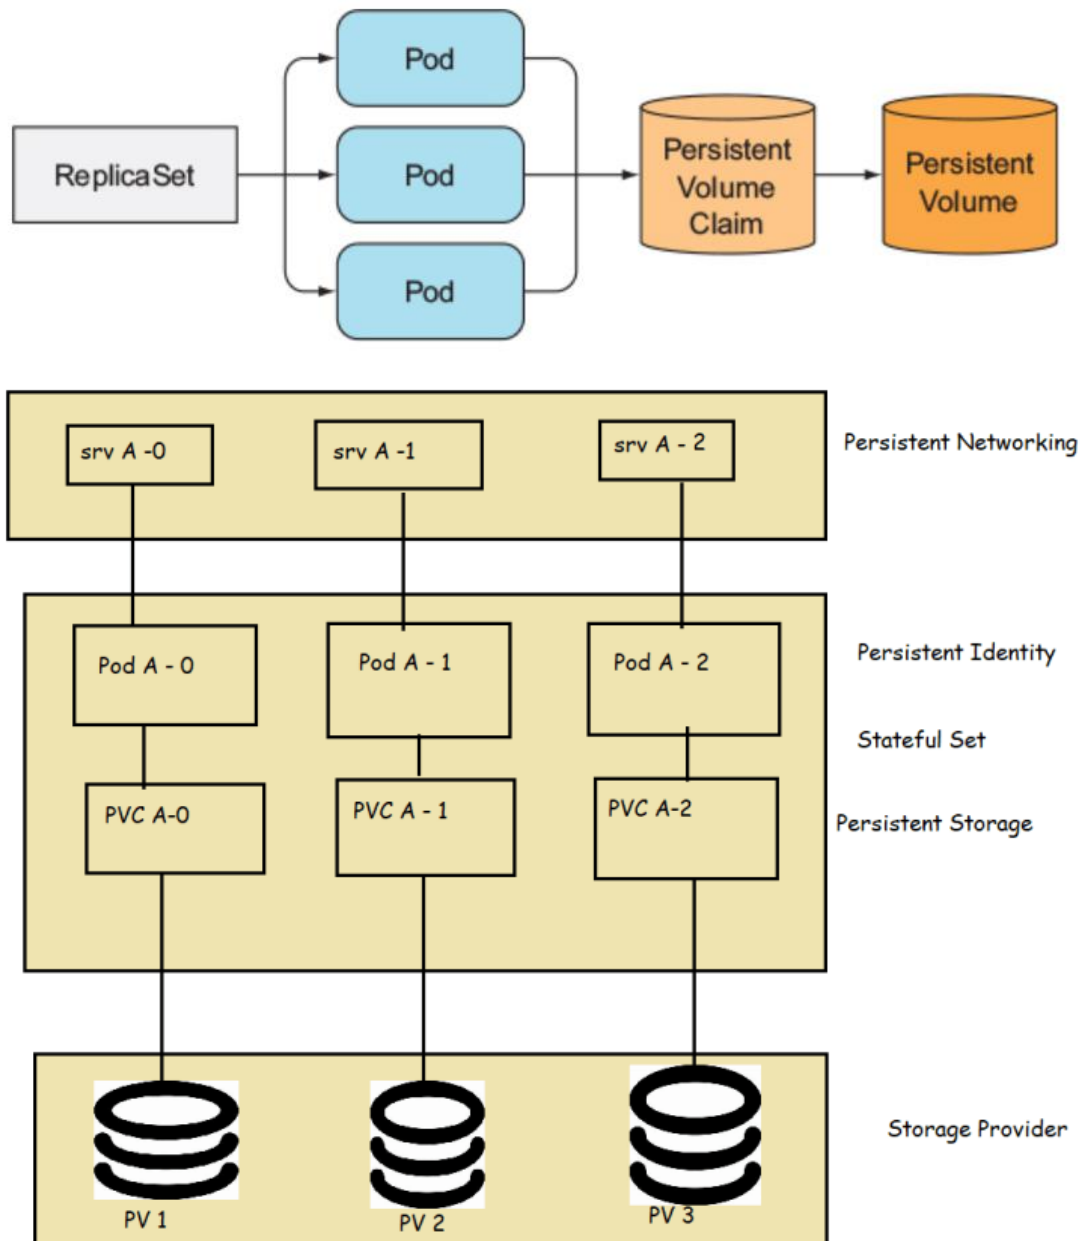 Pod
ReplicaSet
Pod
Pod
Persistent
Volume
Claim
Persistent
Volume
srv A -0
srv A -1
srv A - 2
Persistent Networking
Pod A - 0
Pod A - 1
Pod A - 2
Persistent Identity
Stateful Set
PVC A-0
PVC A - 1
PVC A-2
Persistent Storage
Storage Provider
PV 1
PV 2
PV 3